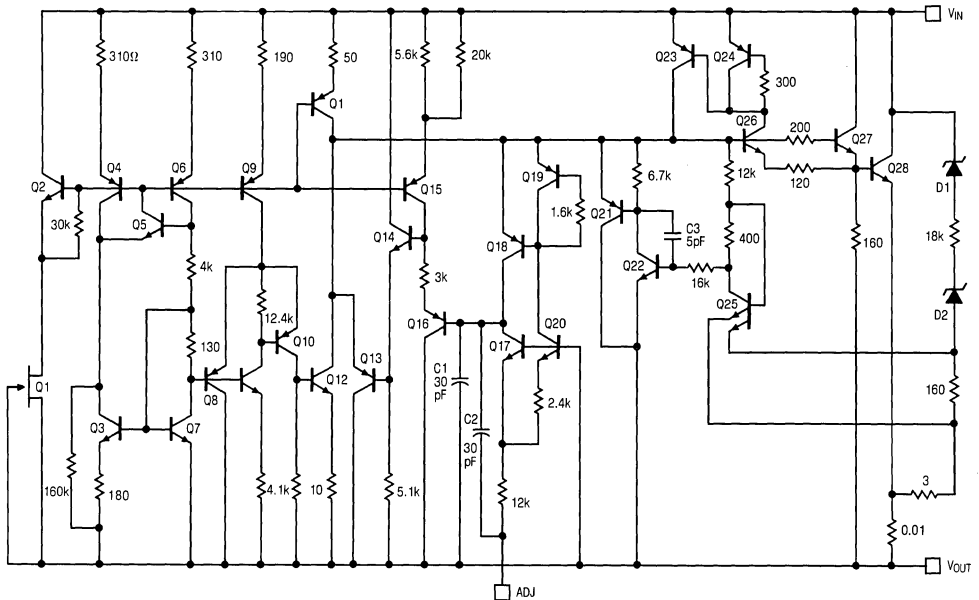 VIN
310Ω
310
190
50
5.6k
20k
Q23
Q24
300
Q1
Q26
200
Q27
120
Q28
Q2
Q4
Q6
Q9
Q15
Q19
6.7k
12k
D1
30k
Q5
1.6k
Q21
C3
5pF
18k
4k
Q14
Q18
400
160
3k
Q22
16k
12.4k
Q25
D2
130
Q10
Q16
Q17
Q20
Q8
Q12
Q13
C1
30
pF
Q1
2.4k
160
Q3
Q7
C2
30
pF
160k
180
4.1k
10
5.1k
12k
3
0.01
VOUT
ADJ